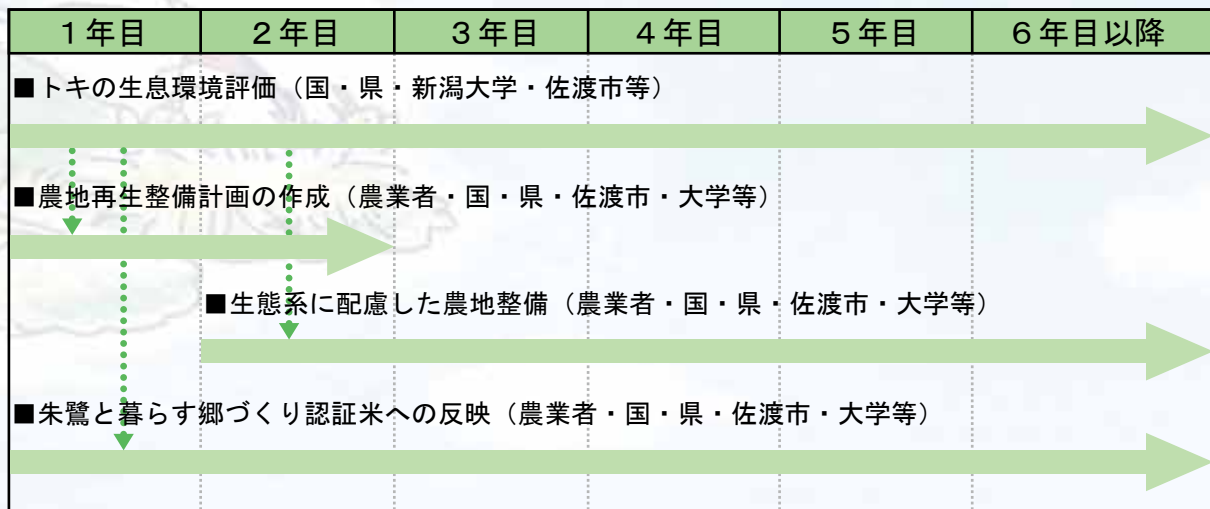 1年目 2年目 3年目 4年目 5年目 6年目以降
■トキの生息環境評価（国・県・新潟大学・佐渡市等）
■農地再生整備計画の作成（農業者・国・県・佐渡市・大学等）
■生態系に配慮した農地整備（農業者・国・県・佐渡市・大学等）
■朱鷺と暮らす郷づくり認証米への反映（農業者・国・県・佐渡市・大学等）